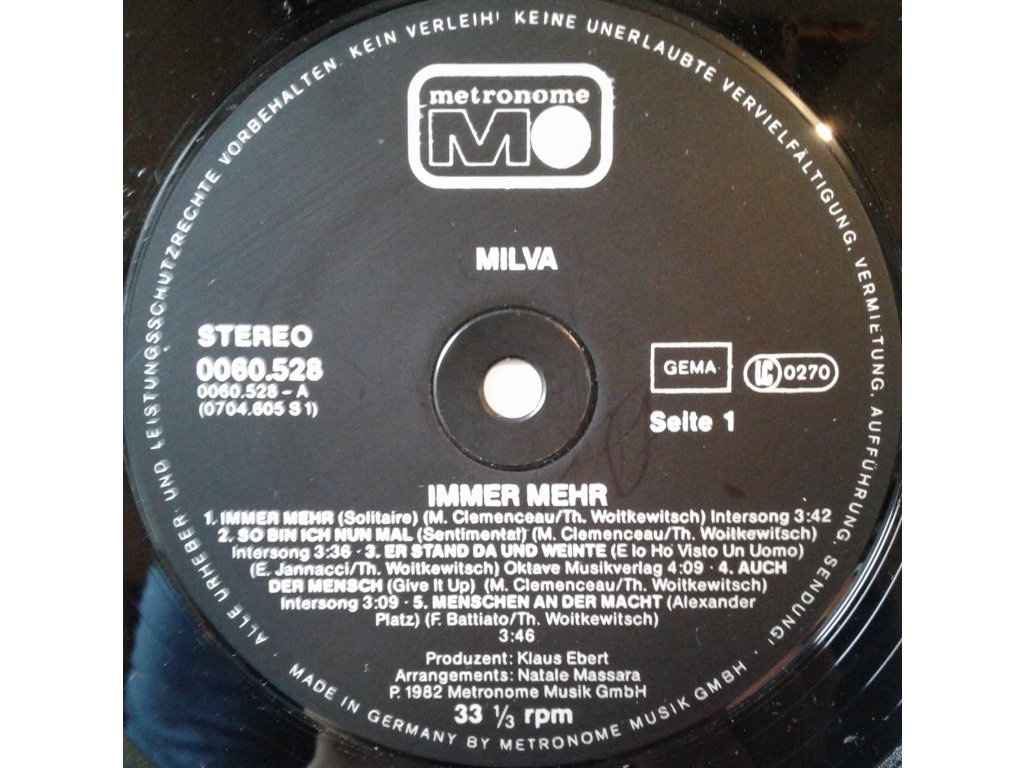 ALLE URHEBER- UND LEISTUNGSSCHUTZRECHTE VORBEHALTEN. KEIN VERLEIH! KEINE UNERLAUBTE VERVIELFÄLTIGUNG, VERMIETUNG, AUFFÜHRUNG, SENDUNG!
metronome
MO
MILVA
STEREO
0060.528
0060.528 – A
(0704.605 S 1)
GEMA
LC 0270
Seite 1
IMMER MEHR
1. IMMER MEHR (Solitaire) (M. Clemenceau/Th. Woitkewitsch) Intersong 3:42
2. SO BIN ICH NUN MAL (Sentimental) (M. Clemenceau/Th. Woitkewitsch)
Intersong 3:36 · 3. ER STAND DA UND WEINTE (E Io Ho Visto Un Uomo)
(E. Jannacci/Th. Woitkewitsch) Oktave Musikverlag 4:09 · 4. AUCH
DER MENSCH (Give It Up) (M. Clemenceau/Th. Woitkewitsch)
Intersong 3:09 · 5. MENSCHEN AN DER MACHT (Alexander
Platz) (F. Battiato/Th. Woitkewitsch)
3:46
Produzent: Klaus Ebert
Arrangements: Natale Massara
P. 1982 Metronome Musik GmbH
33 ⅓ rpm
· MADE IN GERMANY BY METRONOME MUSIK GMBH ·